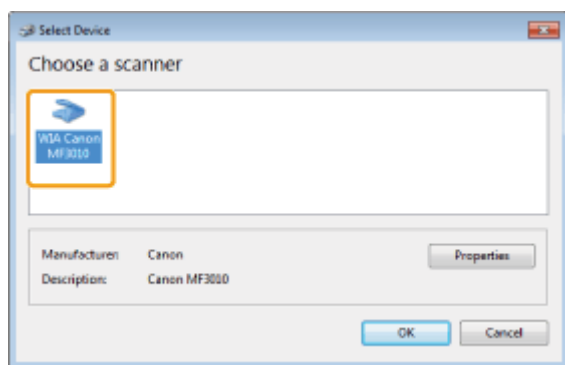 Select Device
Choose a scanner
WIA Canon
MF3010
Manufacturer: Canon
Properties
Description: Canon MF3010
OK
Cancel